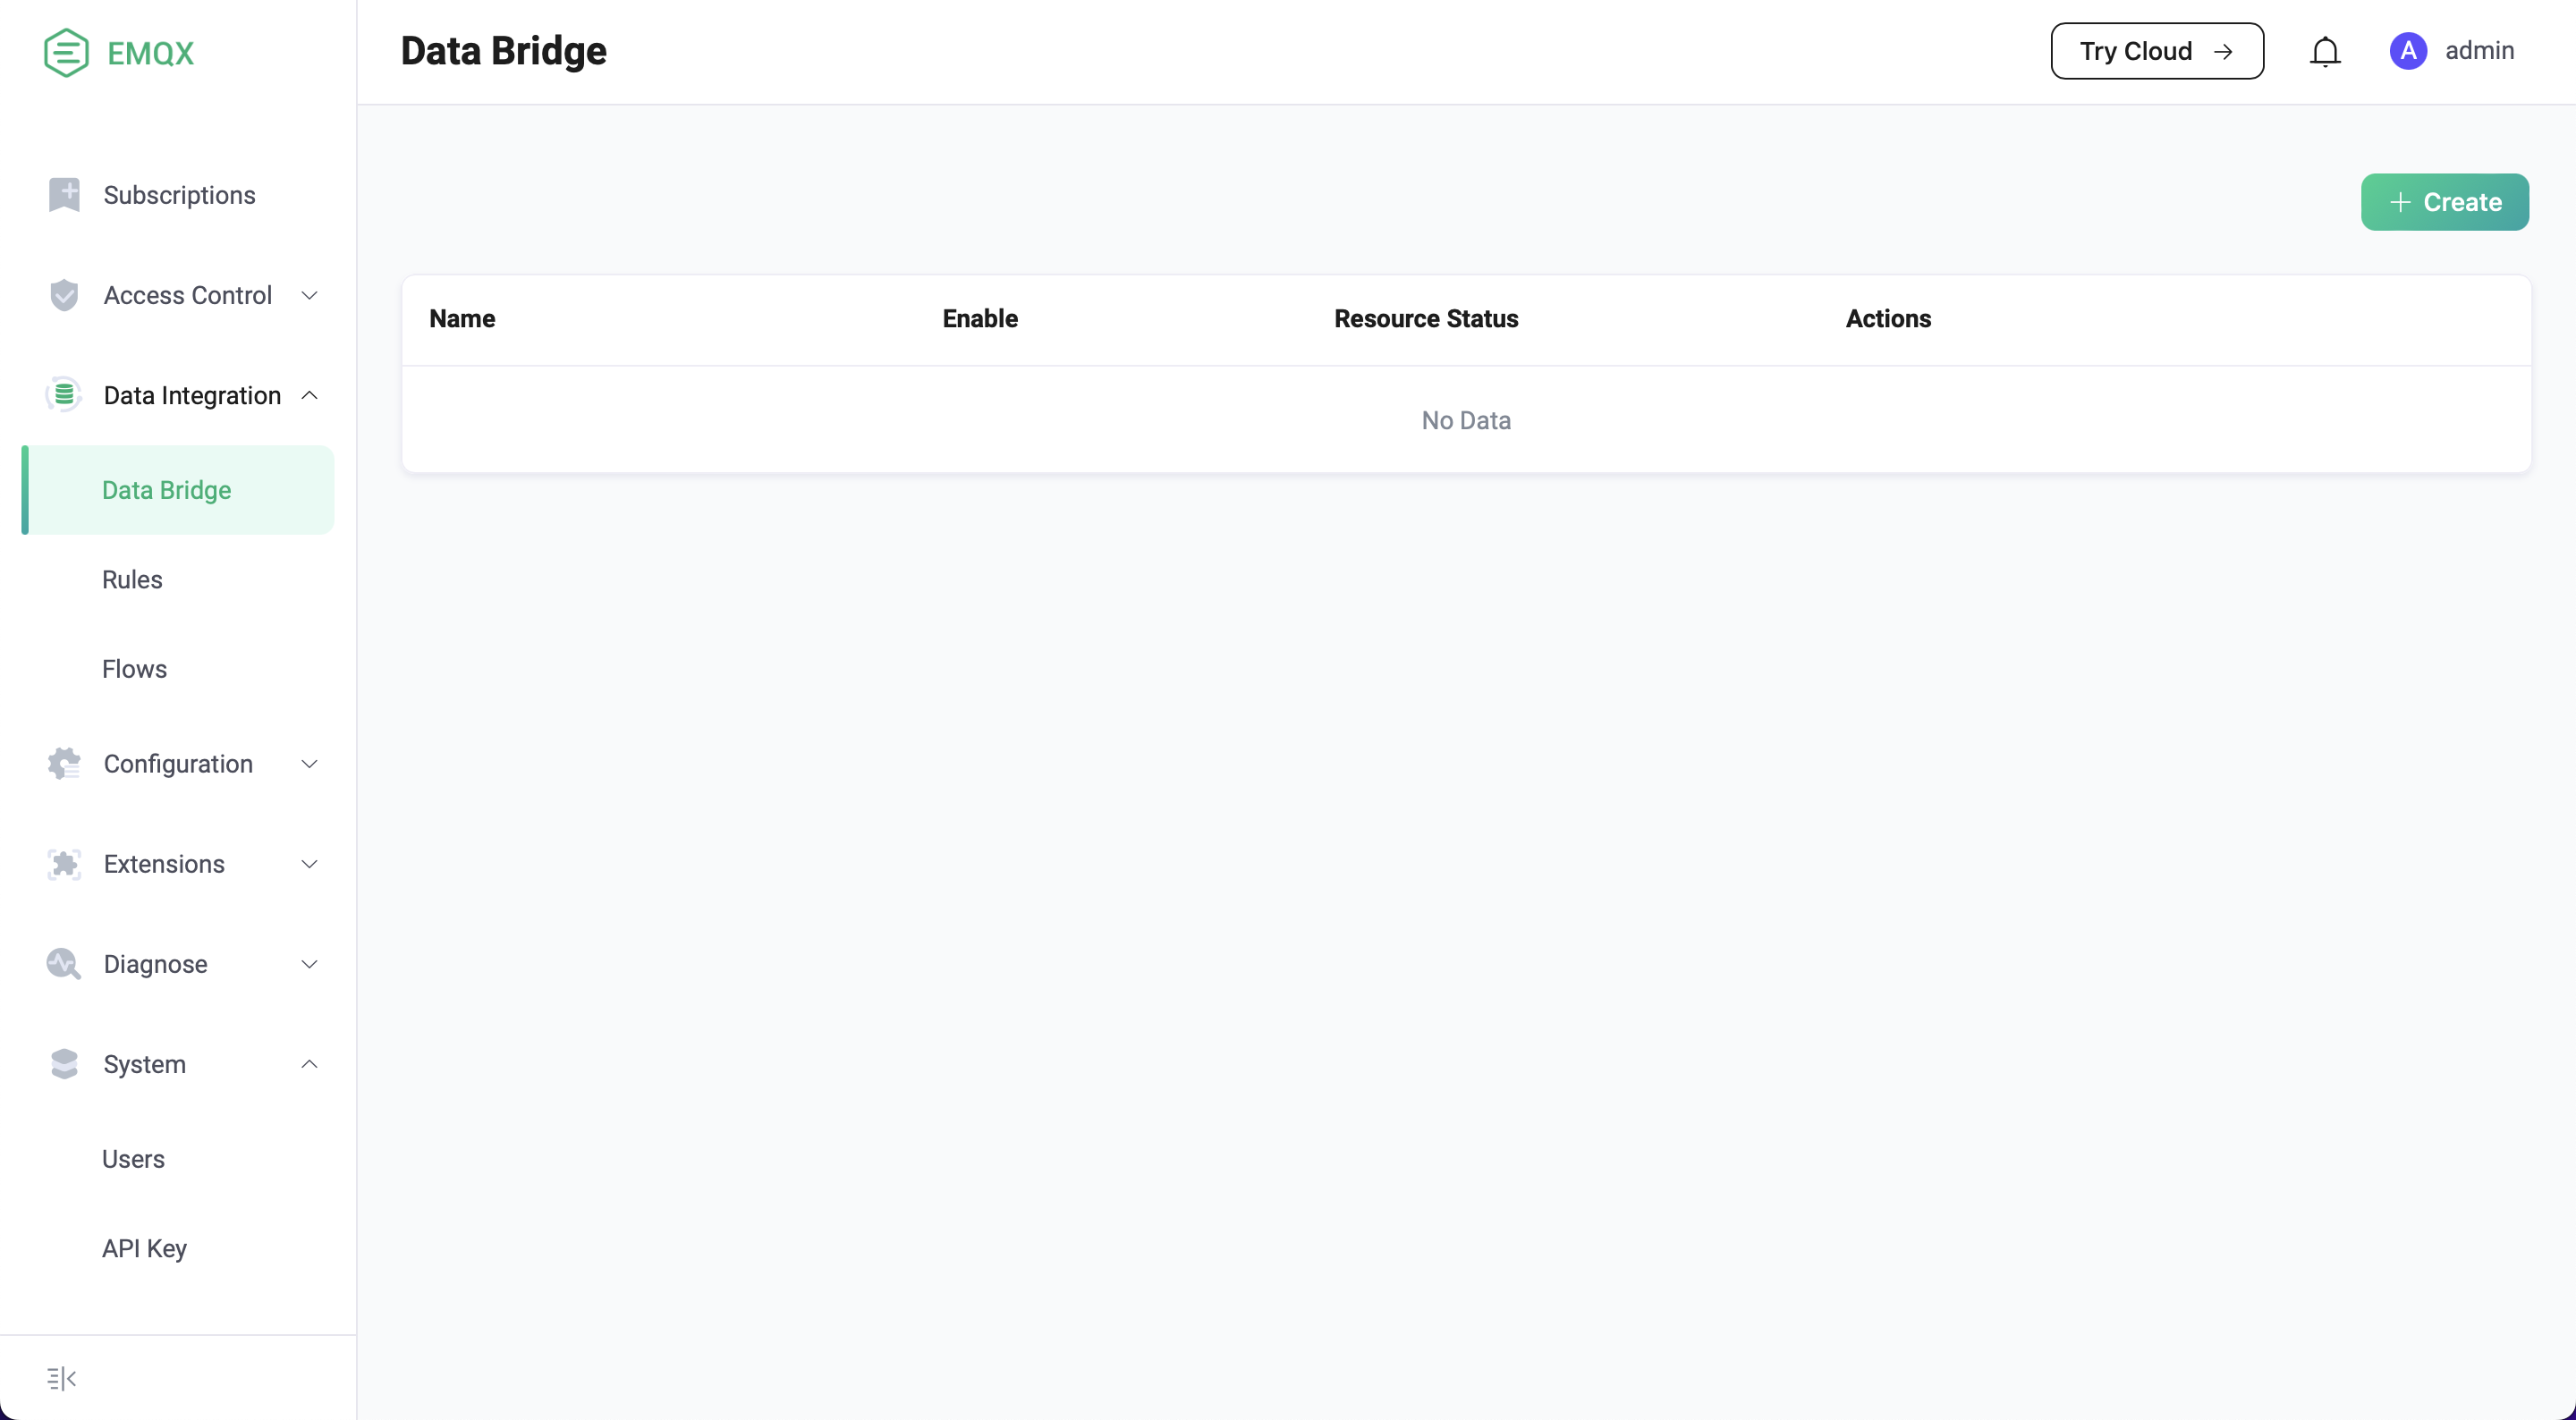 EMQX
Data Bridge
Try Cloud
A
admin
Subscriptions
Access Control
Data Integration
Data Bridge
Rules
Flows
Configuration
Extensions
Diagnose
System
Users
API Key
Create
Name Enable Resource Status Actions
No Data